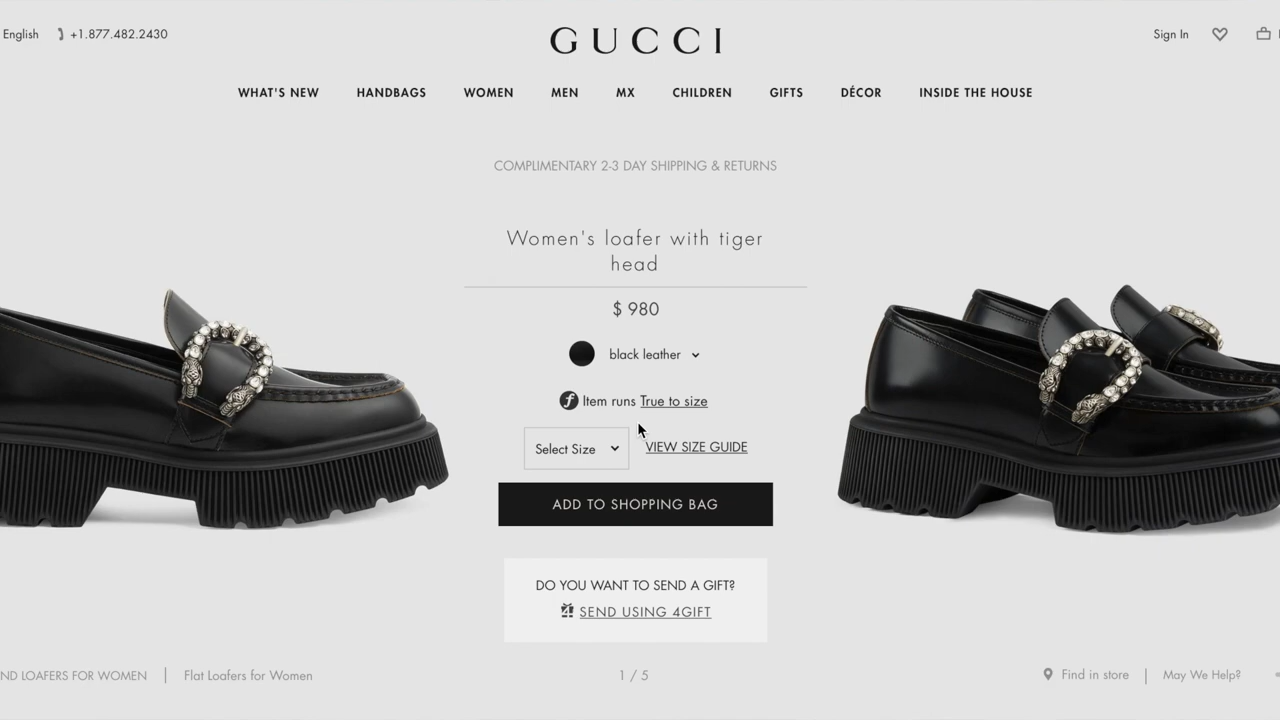 English +1.877.482.2430
GUCCI
Sign In
WHAT'S NEW HANDBAGS WOMEN MEN MX CHILDREN GIFTS DÉCOR INSIDE THE HOUSE
COMPLIMENTARY 2-3 DAY SHIPPING & RETURNS
Women's loafer with tiger
head
$ 980
black leather
Item runs True to size
Select Size VIEW SIZE GUIDE
ADD TO SHOPPING BAG
DO YOU WANT TO SEND A GIFT?
SEND USING 4GIFT
LOAFERS FOR WOMEN | Flat Loafers for Women
1 / 5
Find in store | May We Help?